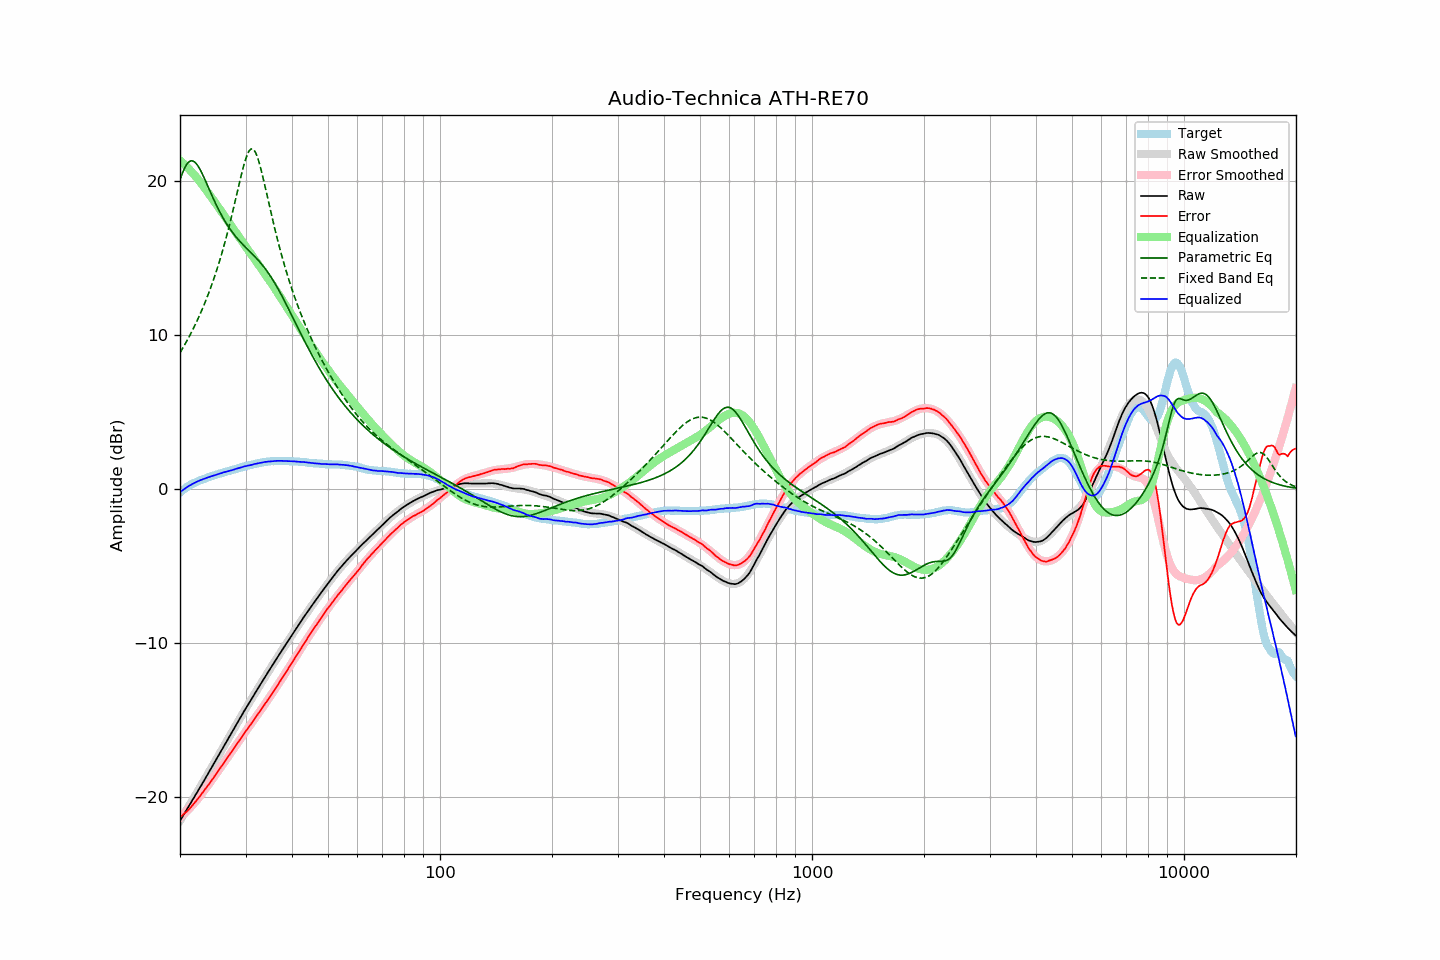 Audio-Technica ATH-RE70
Amplitude (dBr)
20
10
0
−10
−20
Target
Raw Smoothed
Error Smoothed
Raw
Error
Equalization
Parametric Eq
Fixed Band Eq
Equalized
100
1000
10000
Frequency (Hz)